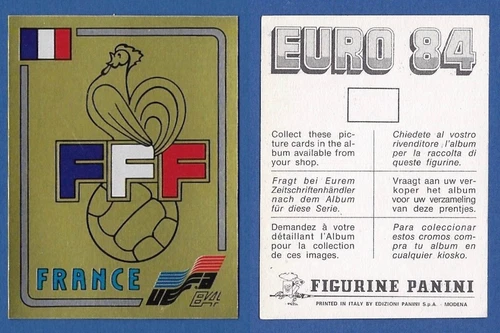 FFF
FRANCE
UEFA
EURO 84
Collect these pic-
ture cards in the al-
bum available from
your shop.
Chiedete al vostro
rivenditore l'album
per la raccolta di
queste figurine.
Fragt bei Eurem
Zeitschriftenhändler
nach dem Album
für diese Serie.
Vraagt aan uw ver-
koper het album
voor uw verzameling
van deze prentjes.
Demandez à votre
détaillant l'Album
pour la collection
de ces images.
Para coleccionar
estos cromos com-
pra tu album en
cualquier kiosko.
FIGURINE PANINI
PRINTED IN ITALY BY EDIZIONI PANINI S.p.A. - MODENA